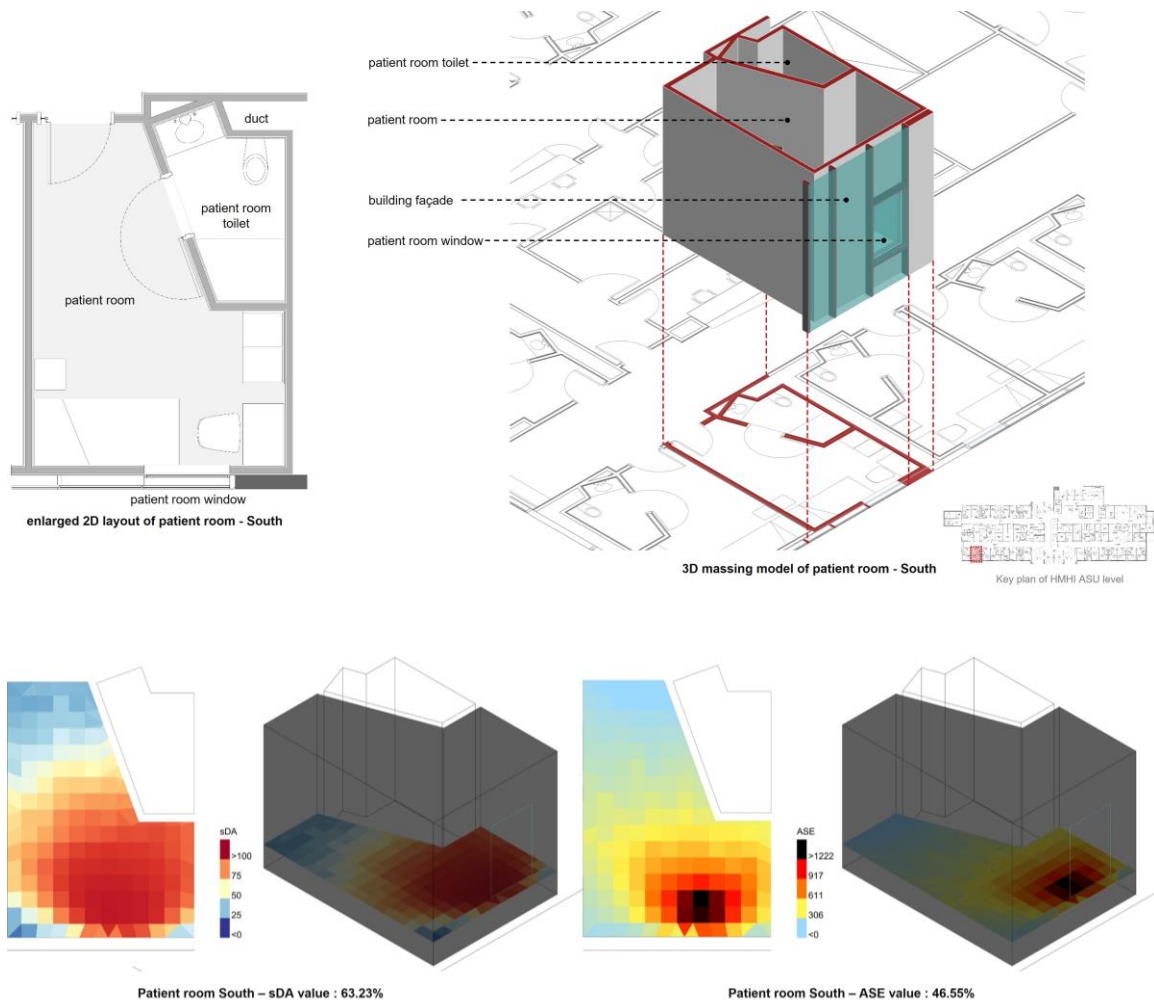 duct
patient room
toilet
patient room
patient room window
enlarged 2D layout of patient room - South
patient room toilet
patient room
building façade
patient room window
3D massing model of patient room - South
Key plan of HMHI ASU level
sDA
>100
75
50
25
<0
ASE
>1222
917
611
306
<0
Patient room South – sDA value : 63.23%
Patient room South – ASE value : 46.55%